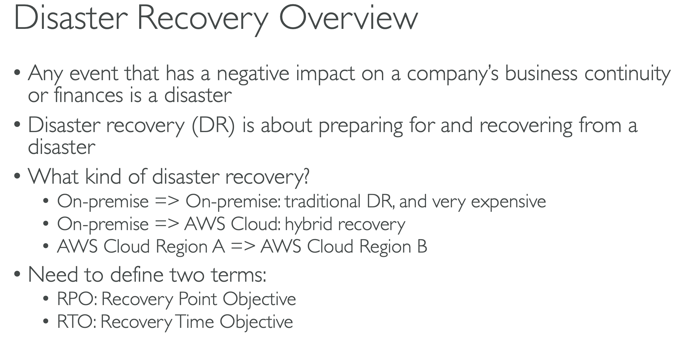 Disaster Recovery Overview
• Any event that has a negative impact on a company's business continuity
or finances is a disaster
• Disaster recovery (DR) is about preparing for and recovering from a
disaster
• What kind of disaster recovery?
• On-premise => On-premise: traditional DR, and very expensive
• On-premise => AWS Cloud: hybrid recovery
• AWS Cloud Region A => AWS Cloud Region B
• Need to define two terms:
• RPO: Recovery Point Objective
• RTO: Recovery Time Objective